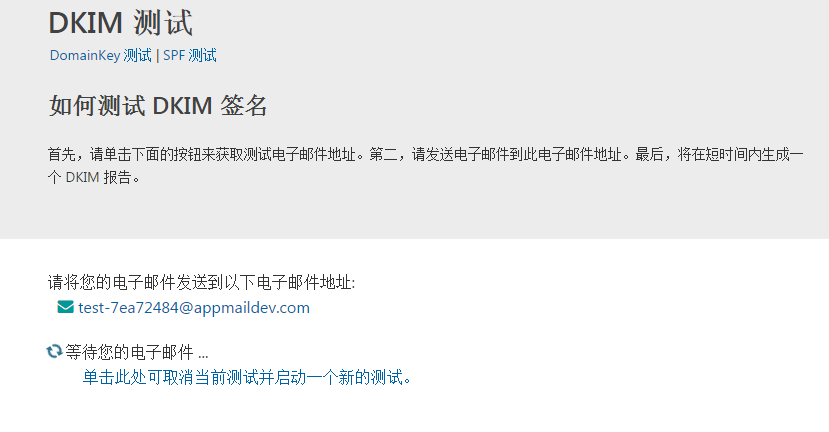 DKIM 测试
DomainKey 测试 | SPF 测试
如何测试 DKIM 签名
首先，请单击下面的按钮来获取测试电子邮件地址。第二，请发送电子邮件到此电子邮件地址。最后，将在短时间内生成一
个 DKIM 报告。
请将您的电子邮件发送到以下电子邮件地址:
test-7ea72484@appmaildev.com
等待您的电子邮件 ...
单击此处可取消当前测试并启动一个新的测试。